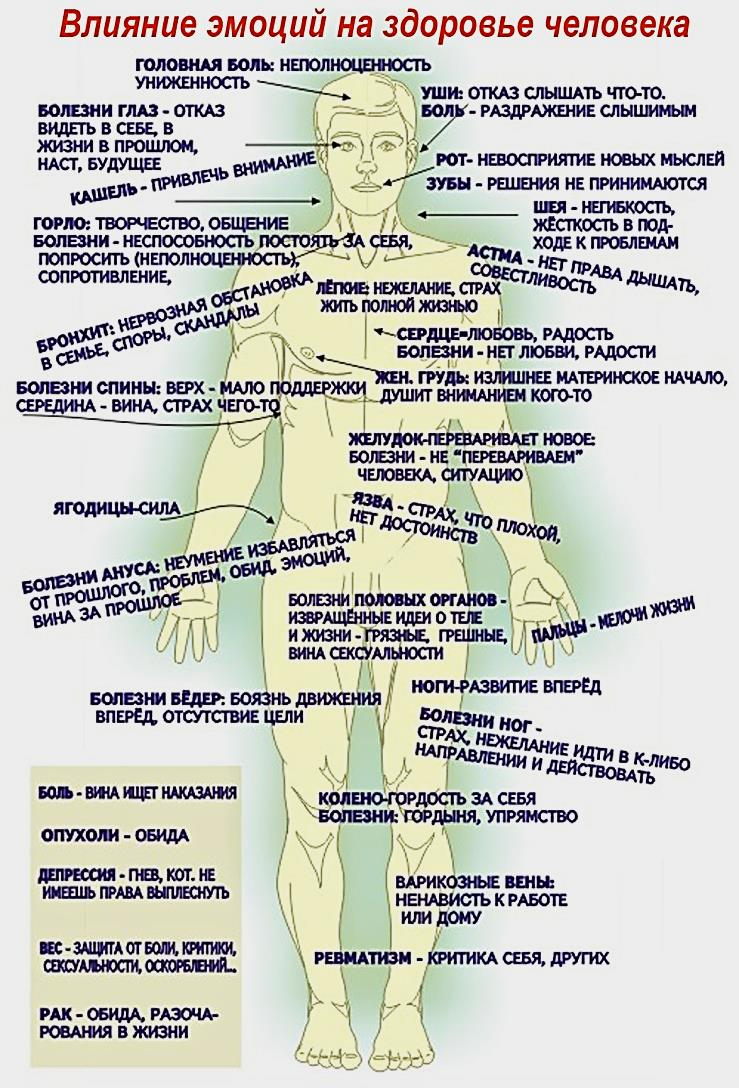 Влияние эмоций на здоровье человека
ГОЛОВНАЯ БОЛЬ: НЕПОЛНОЦЕННОСТЬ
УНИЖЕННОСТЬ
УШИ: ОТКАЗ СЛЫШАТЬ ЧТО-ТО.
БОЛЬ - РАЗДРАЖЕНИЕ СЛЫШИМЫМ
БОЛЕЗНИ ГЛАЗ - ОТКАЗ
ВИДЕТЬ В СЕБЕ, В
ЖИЗНИ В ПРОШЛОМ,
НАСТ, БУДУЩЕЕ
КАШЕЛЬ - ПРИВЛЕЧЬ ВНИМАНИЕ
РОТ- НЕВОСПРИЯТИЕ НОВЫХ МЫСЛЕЙ
ЗУБЫ - РЕШЕНИЯ НЕ ПРИНИМАЮТСЯ
ШЕЯ - НЕГИБКОСТЬ,
ЖЁСТКОСТЬ В ПОД-
ХОДЕ К ПРОБЛЕМАМ
ГОРЛО: ТВОРЧЕСТВО, ОБЩЕНИЕ
БОЛЕЗНИ - НЕСПОСОБНОСТЬ ПОСТОЯТЬ ЗА СЕБЯ,
ПОПРОСИТЬ (НЕПОЛНОЦЕННОСТЬ),
СОПРОТИВЛЕНИЕ,
АСТМА - НЕТ ПРАВА ДЫШАТЬ,
СОВЕСТЛИВОСТЬ
БРОНХИТ: НЕРВОЗНАЯ ОБСТАНОВКА
В СЕМЬЕ, СПОРЫ, СКАНДАЛЫ
ЛЁГКИЕ: НЕЖЕЛАНИЕ, СТРАХ
ЖИТЬ ПОЛНОЙ ЖИЗНЬЮ
СЕРДЦЕ=ЛЮБОВЬ, РАДОСТЬ
БОЛЕЗНИ - НЕТ ЛЮБВИ, РАДОСТИ
БОЛЕЗНИ СПИНЫ: ВЕРХ - МАЛО ПОДДЕРЖКИ
СЕРЕДИНА - ВИНА, СТРАХ ЧЕГО-ТО
ЖЕН. ГРУДЬ: ИЗЛИШНЕЕ МАТЕРИНСКОЕ НАЧАЛО,
ДУШИТ ВНИМАНИЕМ КОГО-ТО
ЖЕЛУДОК-ПЕРЕВАРИВАЕТ НОВОЕ:
БОЛЕЗНИ - НЕ "ПЕРЕВАРИВАЕМ"
ЧЕЛОВЕКА, СИТУАЦИЮ
ЯГОДИЦЫ-СИЛА
ЯЗВА - СТРАХ, ЧТО ПЛОХОЙ,
НЕТ ДОСТОИНСТВ
БОЛЕЗНИ АНУСА: НЕУМЕНИЕ ИЗБАВЛЯТЬСЯ
ОТ ПРОШЛОГО, ПРОБЛЕМ, ОБИД, ЭМОЦИЙ,
ВИНА ЗА ПРОШЛОЕ
БОЛЕЗНИ ПОЛОВЫХ ОРГАНОВ -
ИЗВРАЩЁННЫЕ ИДЕИ О ТЕЛЕ
И ЖИЗНИ - ГРЯЗНЫЕ, ГРЕШНЫЕ,
ВИНА СЕКСУАЛЬНОСТИ
ПАЛЬЦЫ - МЕЛОЧИ ЖИЗНИ
БОЛЕЗНИ БЁДЕР: БОЯЗНЬ ДВИЖЕНИЯ
ВПЕРЁД, ОТСУТСТВИЕ ЦЕЛИ
НОГИ-РАЗВИТИЕ ВПЕРЁД
БОЛЕЗНИ НОГ -
СТРАХ, НЕЖЕЛАНИЕ ИДТИ В К-ЛИБО
НАПРАВЛЕНИИ И ДЕЙСТВОВАТЬ
КОЛЕНО-ГОРДОСТЬ ЗА СЕБЯ
БОЛЕЗНИ: ГОРДЫНЯ, УПРЯМСТВО
ВАРИКОЗНЫЕ ВЕНЫ:
НЕНАВИСТЬ К РАБОТЕ
ИЛИ ДОМУ
РЕВМАТИЗМ - КРИТИКА СЕБЯ, ДРУГИХ
БОЛЬ - ВИНА ИЩЕТ НАКАЗАНИЯ
ОПУХОЛИ - ОБИДА
ДЕПРЕССИЯ - ГНЕВ, КОТ. НЕ
ИМЕЕШЬ ПРАВА ВЫПЛЕСНУТЬ
ВЕС - ЗАЩИТА ОТ БОЛИ, КРИТИКИ,
СЕКСУАЛЬНОСТИ, ОСКОРБЛЕНИЙ...
РАК - ОБИДА, РАЗОЧА-
РОВАНИЯ В ЖИЗНИ